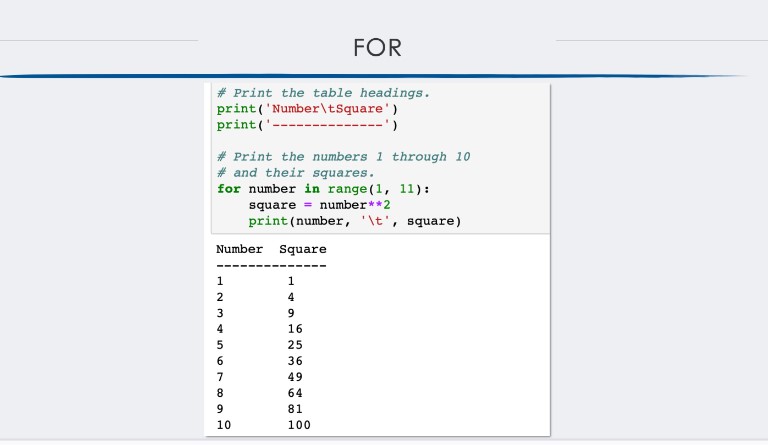 FOR
# Print the table headings.
print('Number\tSquare')
print('--------------')
# Print the numbers 1 through 10
# and their squares.
for number in range(1, 11):
    square = number**2
    print(number, '\t', square)
Number  Square
--------------
1        1
2        4
3        9
4        16
5        25
6        36
7        49
8        64
9        81
10       100